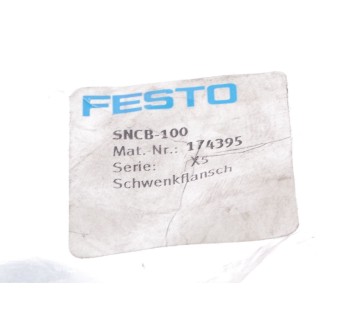 FESTO
SNCB-100
Mat. Nr.: 174395
Serie: X5
Schwenkflansch